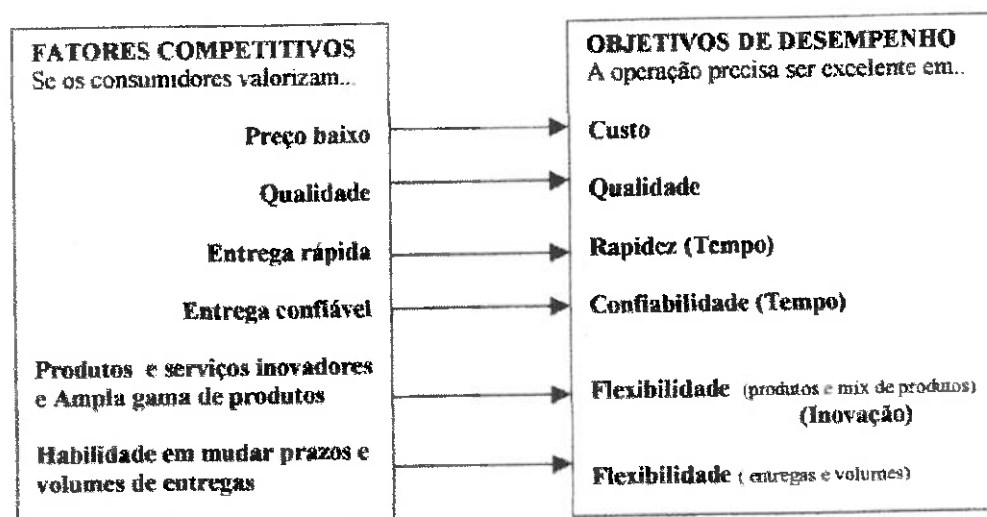 FATORES COMPETITIVOS
Se os consumidores valorizam...
Preço baixo
Qualidade
Entrega rápida
Entrega confiável
Produtos e serviços inovadores
e Ampla gama de produtos
Habilidade em mudar prazos e
volumes de entregas
OBJETIVOS DE DESEMPENHO
A operação precisa ser excelente em..
Custo
Qualidade
Rapidez (Tempo)
Confiabilidade (Tempo)
Flexibilidade (produtos e mix de produtos)
(Inovação)
Flexibilidade ( entregas e volumes)